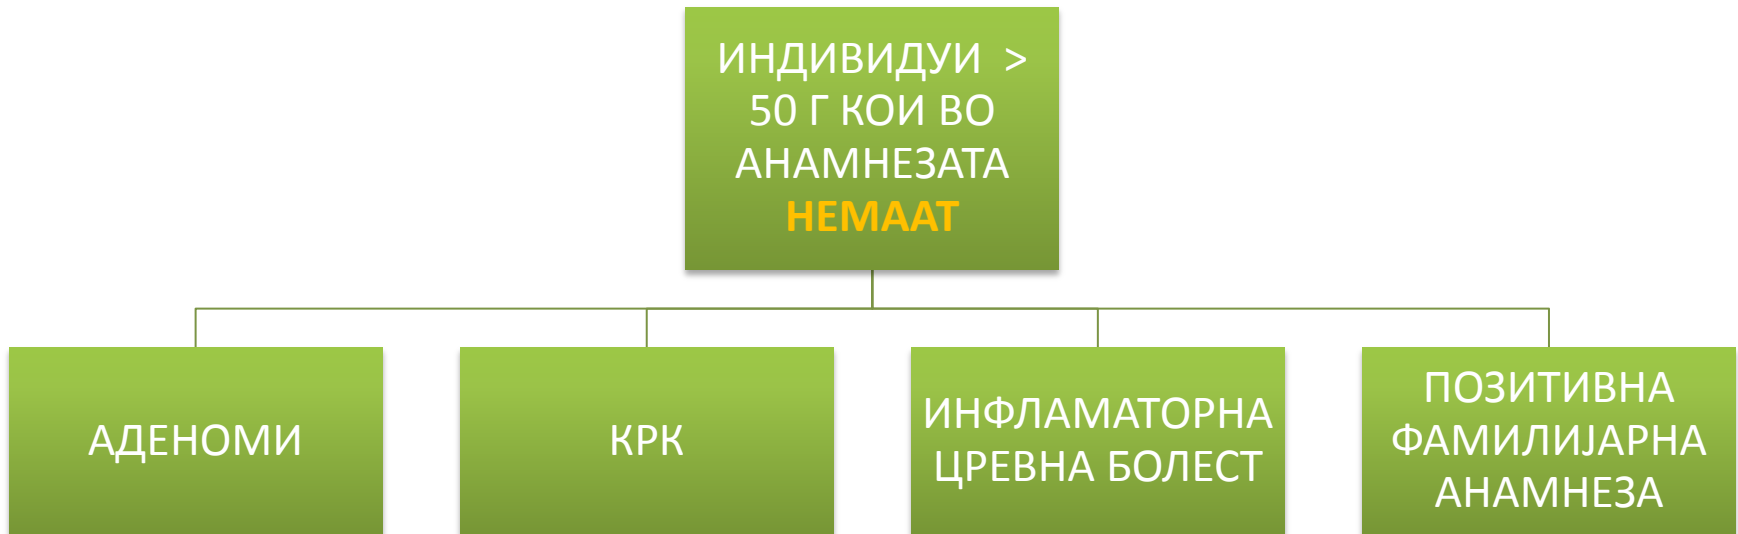 ИНДИВИДУИ >
50 Г КОИ ВО
АНАМНЕЗАТА
НЕМААТ
АДЕНОМИ
КРК
ИНФЛАМАТОРНА
ЦРЕВНА БОЛЕСТ
ПОЗИТИВНА
ФАМИЛИЈАРНА
АНАМНЕЗА